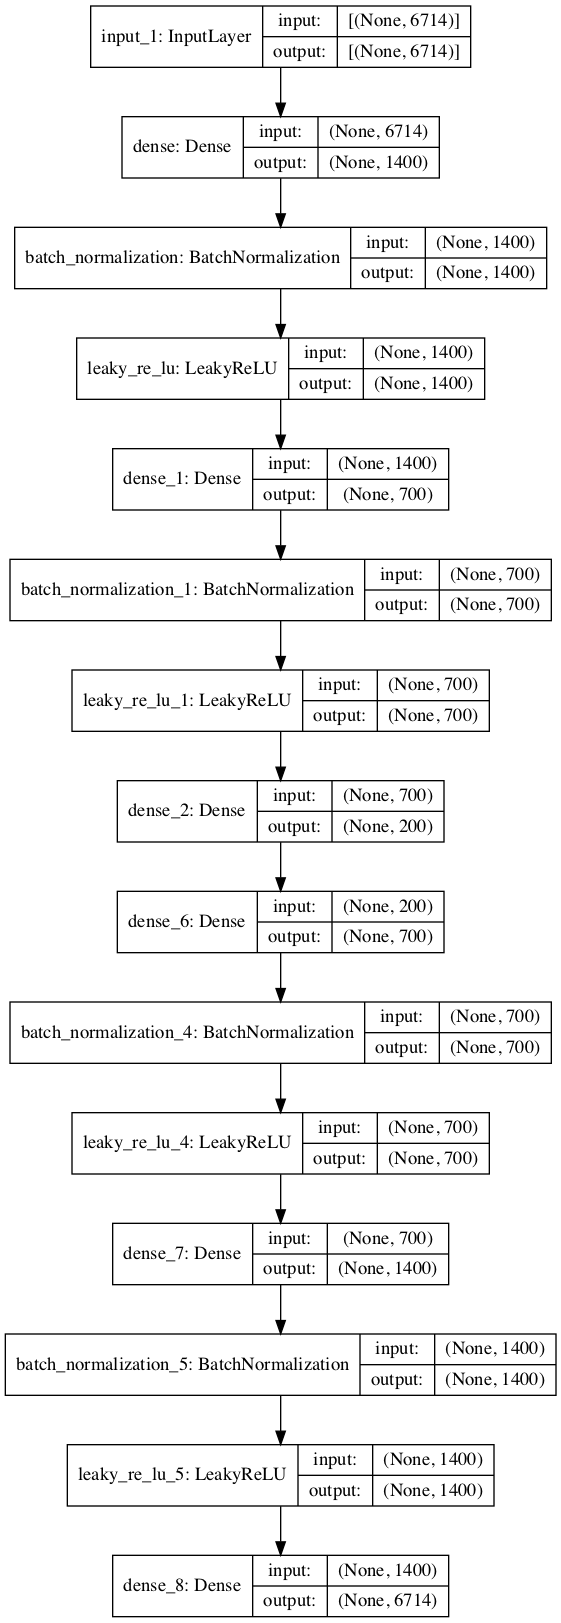 input_1: InputLayer
input: [(None, 6714)]
output: [(None, 6714)]
dense: Dense
input: (None, 6714)
output: (None, 1400)
batch_normalization: BatchNormalization
input: (None, 1400)
output: (None, 1400)
leaky_re_lu: LeakyReLU
input: (None, 1400)
output: (None, 1400)
dense_1: Dense
input: (None, 1400)
output: (None, 700)
batch_normalization_1: BatchNormalization
input: (None, 700)
output: (None, 700)
leaky_re_lu_1: LeakyReLU
input: (None, 700)
output: (None, 700)
dense_2: Dense
input: (None, 700)
output: (None, 200)
dense_6: Dense
input: (None, 200)
output: (None, 700)
batch_normalization_4: BatchNormalization
input: (None, 700)
output: (None, 700)
leaky_re_lu_4: LeakyReLU
input: (None, 700)
output: (None, 700)
dense_7: Dense
input: (None, 700)
output: (None, 1400)
batch_normalization_5: BatchNormalization
input: (None, 1400)
output: (None, 1400)
leaky_re_lu_5: LeakyReLU
input: (None, 1400)
output: (None, 1400)
dense_8: Dense
input: (None, 1400)
output: (None, 6714)